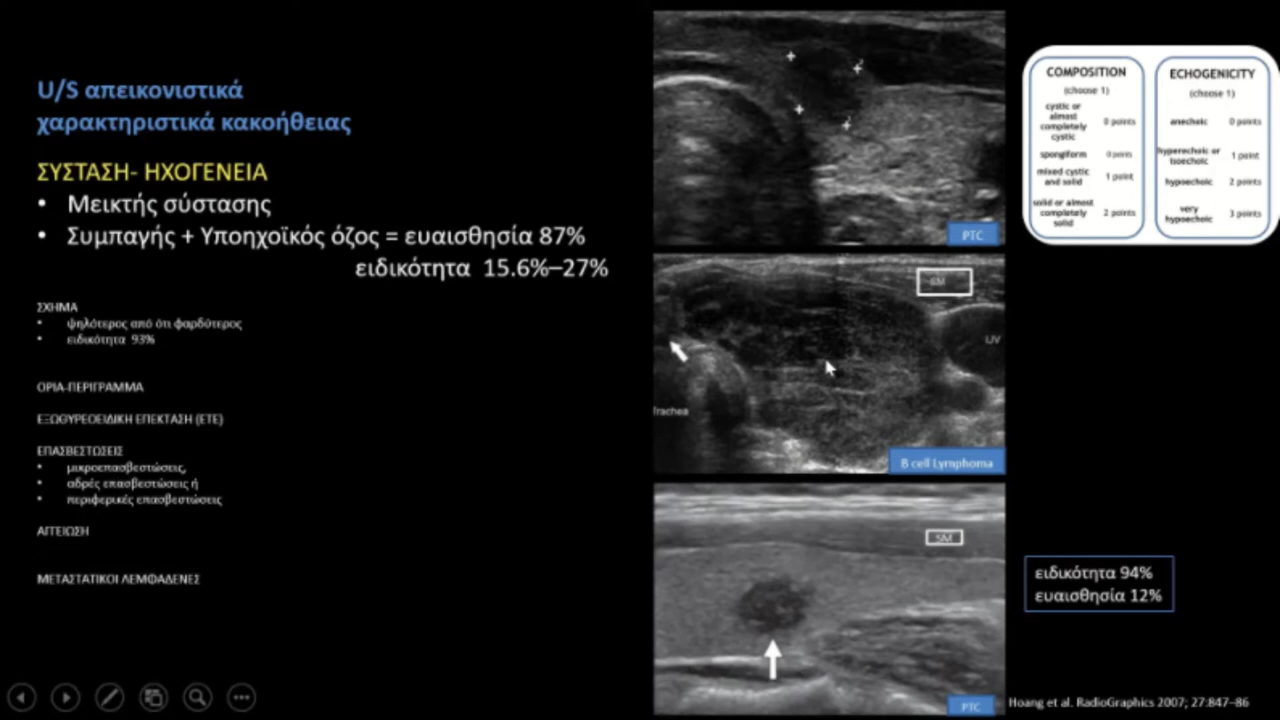 U/S απεικονιστικά
χαρακτηριστικά κακοήθειας
ΣΥΣΤΑΣΗ- ΗΧΟΓΕΝΕΙΑ
• Μεικτής σύστασης
• Συμπαγής + Υποηχοϊκός όζος = ευαισθησία 87%
ειδικότητα 15.6%–27%
ΣΧΗΜΑ
• ψηλότερος από ότι φαρδύτερος
• ειδικότητα 93%
ΟΡΙΑ-ΠΕΡΙΓΡΑΜΜΑ
ΕΞΩΘΥΡΕΟΕΙΔΙΚΗ ΕΠΕΚΤΑΣΗ (ΕΤΕ)
ΕΠΑΣΒΕΣΤΩΣΕΙΣ
• μικροεπασβεστώσεις,
• αδρές επασβεστώσεις ή
• περιφερικές επασβεστώσεις
ΑΓΓΕΙΩΣΗ
ΜΕΤΑΣΤΑΤΙΚΟΙ ΛΕΜΦΑΔΕΝΕΣ
PTC
SM
IJV
Trachea
B cell Lymphoma
SM
PTC
COMPOSITION
(choose 1)
cystic or
almost
completely
cystic 0 points
spongiform 0 points
mixed cystic
and solid 1 point
solid or almost
completely
solid 2 points
ECHOGENICITY
(choose 1)
anechoic 0 points
hyperechoic or
isoechoic 1 point
hypoechoic 2 points
very
hypoechoic 3 points
ειδικότητα 94%
ευαισθησία 12%
Hoang et al. RadioGraphics 2007; 27:847–86